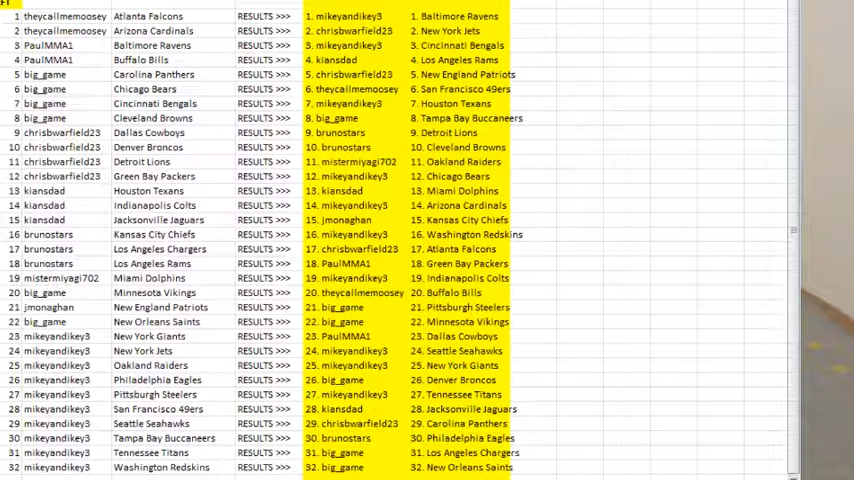 FT
1 theycallmemoosey Atlanta Falcons RESULTS >>> 1. mikeyandikey3 1. Baltimore Ravens
2 theycallmemoosey Arizona Cardinals RESULTS >>> 2. chrisbwarfield23 2. New York Jets
3 PaulMMA1 Baltimore Ravens RESULTS >>> 3. mikeyandikey3 3. Cincinnati Bengals
4 PaulMMA1 Buffalo Bills RESULTS >>> 4. kiansdad 4. Los Angeles Rams
5 big_game Carolina Panthers RESULTS >>> 5. chrisbwarfield23 5. New England Patriots
6 big_game Chicago Bears RESULTS >>> 6. theycallmemoosey 6. San Francisco 49ers
7 big_game Cincinnati Bengals RESULTS >>> 7. mikeyandikey3 7. Houston Texans
8 big_game Cleveland Browns RESULTS >>> 8. big_game 8. Tampa Bay Buccaneers
9 chrisbwarfield23 Dallas Cowboys RESULTS >>> 9. brunostars 9. Detroit Lions
10 chrisbwarfield23 Denver Broncos RESULTS >>> 10. brunostars 10. Cleveland Browns
11 chrisbwarfield23 Detroit Lions RESULTS >>> 11. mistermiyagi702 11. Oakland Raiders
12 chrisbwarfield23 Green Bay Packers RESULTS >>> 12. mikeyandikey3 12. Chicago Bears
13 kiansdad Houston Texans RESULTS >>> 13. kiansdad 13. Miami Dolphins
14 kiansdad Indianapolis Colts RESULTS >>> 14. mikeyandikey3 14. Arizona Cardinals
15 kiansdad Jacksonville Jaguars RESULTS >>> 15. jmonaghan 15. Kansas City Chiefs
16 brunostars Kansas City Chiefs RESULTS >>> 16. mikeyandikey3 16. Washington Redskins
17 brunostars Los Angeles Chargers RESULTS >>> 17. chrisbwarfield23 17. Atlanta Falcons
18 brunostars Los Angeles Rams RESULTS >>> 18. PaulMMA1 18. Green Bay Packers
19 mistermiyagi702 Miami Dolphins RESULTS >>> 19. mikeyandikey3 19. Indianapolis Colts
20 big_game Minnesota Vikings RESULTS >>> 20. theycallmemoosey 20. Buffalo Bills
21 jmonaghan New England Patriots RESULTS >>> 21. big_game 21. Pittsburgh Steelers
22 big_game New Orleans Saints RESULTS >>> 22. big_game 22. Minnesota Vikings
23 mikeyandikey3 New York Giants RESULTS >>> 23. PaulMMA1 23. Dallas Cowboys
24 mikeyandikey3 New York Jets RESULTS >>> 24. mikeyandikey3 24. Seattle Seahawks
25 mikeyandikey3 Oakland Raiders RESULTS >>> 25. mikeyandikey3 25. New York Giants
26 mikeyandikey3 Philadelphia Eagles RESULTS >>> 26. big_game 26. Denver Broncos
27 mikeyandikey3 Pittsburgh Steelers RESULTS >>> 27. mikeyandikey3 27. Tennessee Titans
28 mikeyandikey3 San Francisco 49ers RESULTS >>> 28. kiansdad 28. Jacksonville Jaguars
29 mikeyandikey3 Seattle Seahawks RESULTS >>> 29. chrisbwarfield23 29. Carolina Panthers
30 mikeyandikey3 Tampa Bay Buccaneers RESULTS >>> 30. brunostars 30. Philadelphia Eagles
31 mikeyandikey3 Tennessee Titans RESULTS >>> 31. big_game 31. Los Angeles Chargers
32 mikeyandikey3 Washington Redskins RESULTS >>> 32. big_game 32. New Orleans Saints